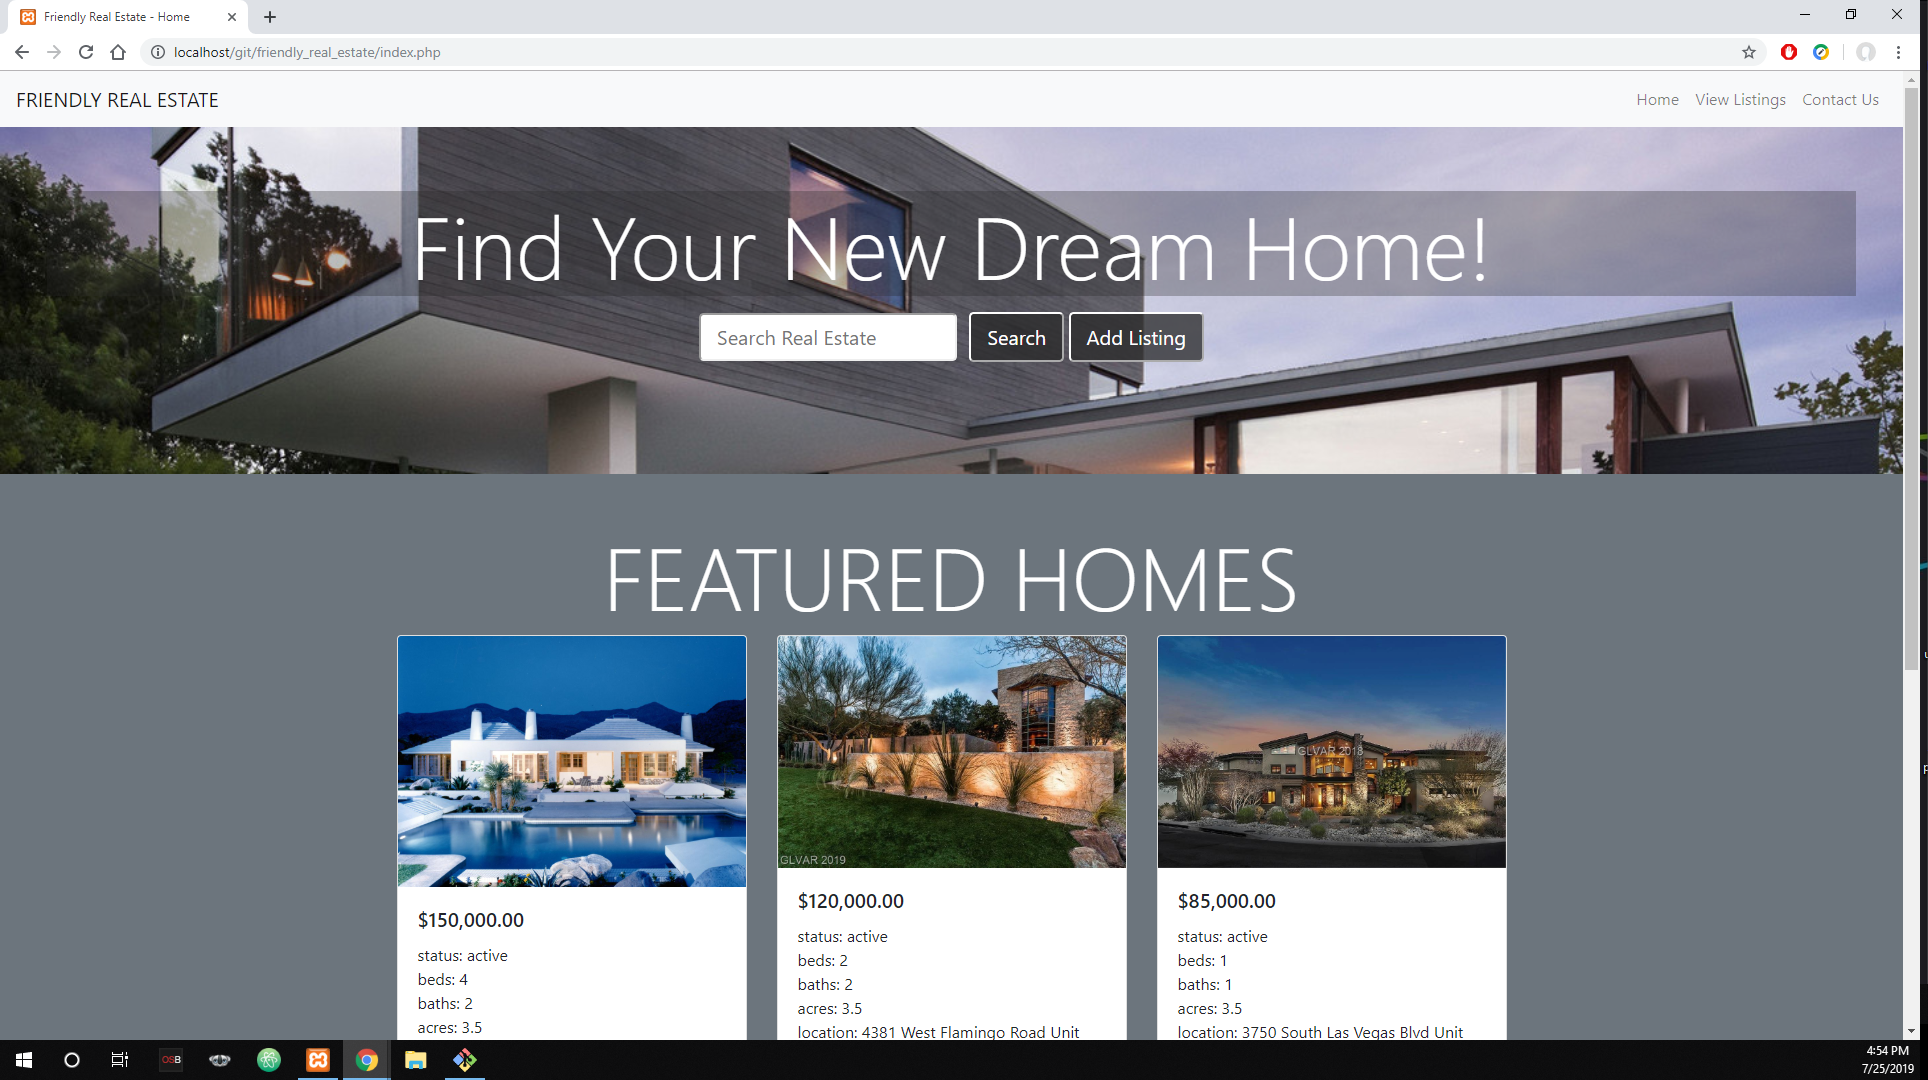 Friendly Real Estate - Home
localhost/git/friendly_real_estate/index.php
FRIENDLY REAL ESTATE
Home View Listings Contact Us
Find Your New Dream Home!
Search Real Estate Search Add Listing
FEATURED HOMES
GLVAR 2019
GLVAR 2018
$150,000.00
status: active
beds: 4
baths: 2
acres: 3.5
$120,000.00
status: active
beds: 2
baths: 2
acres: 3.5
location: 4381 West Flamingo Road Unit
$85,000.00
status: active
beds: 1
baths: 1
acres: 3.5
location: 3750 South Las Vegas Blvd Unit
OSB
4:54 PM
7/25/2019